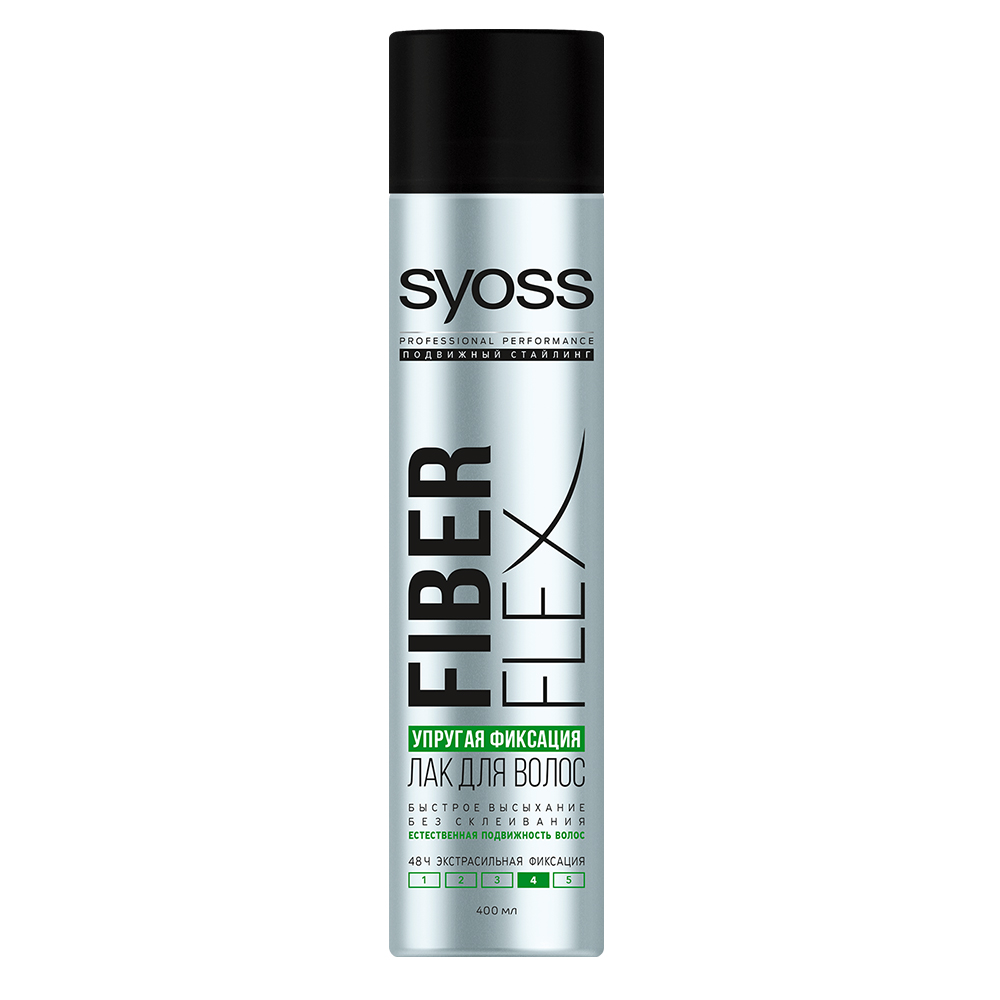 syoss
PROFESSIONAL PERFORMANCE
ПОДВИЖНЫЙ СТАЙЛИНГ
FIBER
FLEX
УПРУГАЯ ФИКСАЦИЯ
ЛАК ДЛЯ ВОЛОС
БЫСТРОЕ ВЫСЫХАНИЕ
БЕЗ СКЛЕИВАНИЯ
ЕСТЕСТВЕННАЯ ПОДВИЖНОСТЬ ВОЛОС
48 Ч ЭКСТРАСИЛЬНАЯ ФИКСАЦИЯ
1 2 3 4 5
400 мл